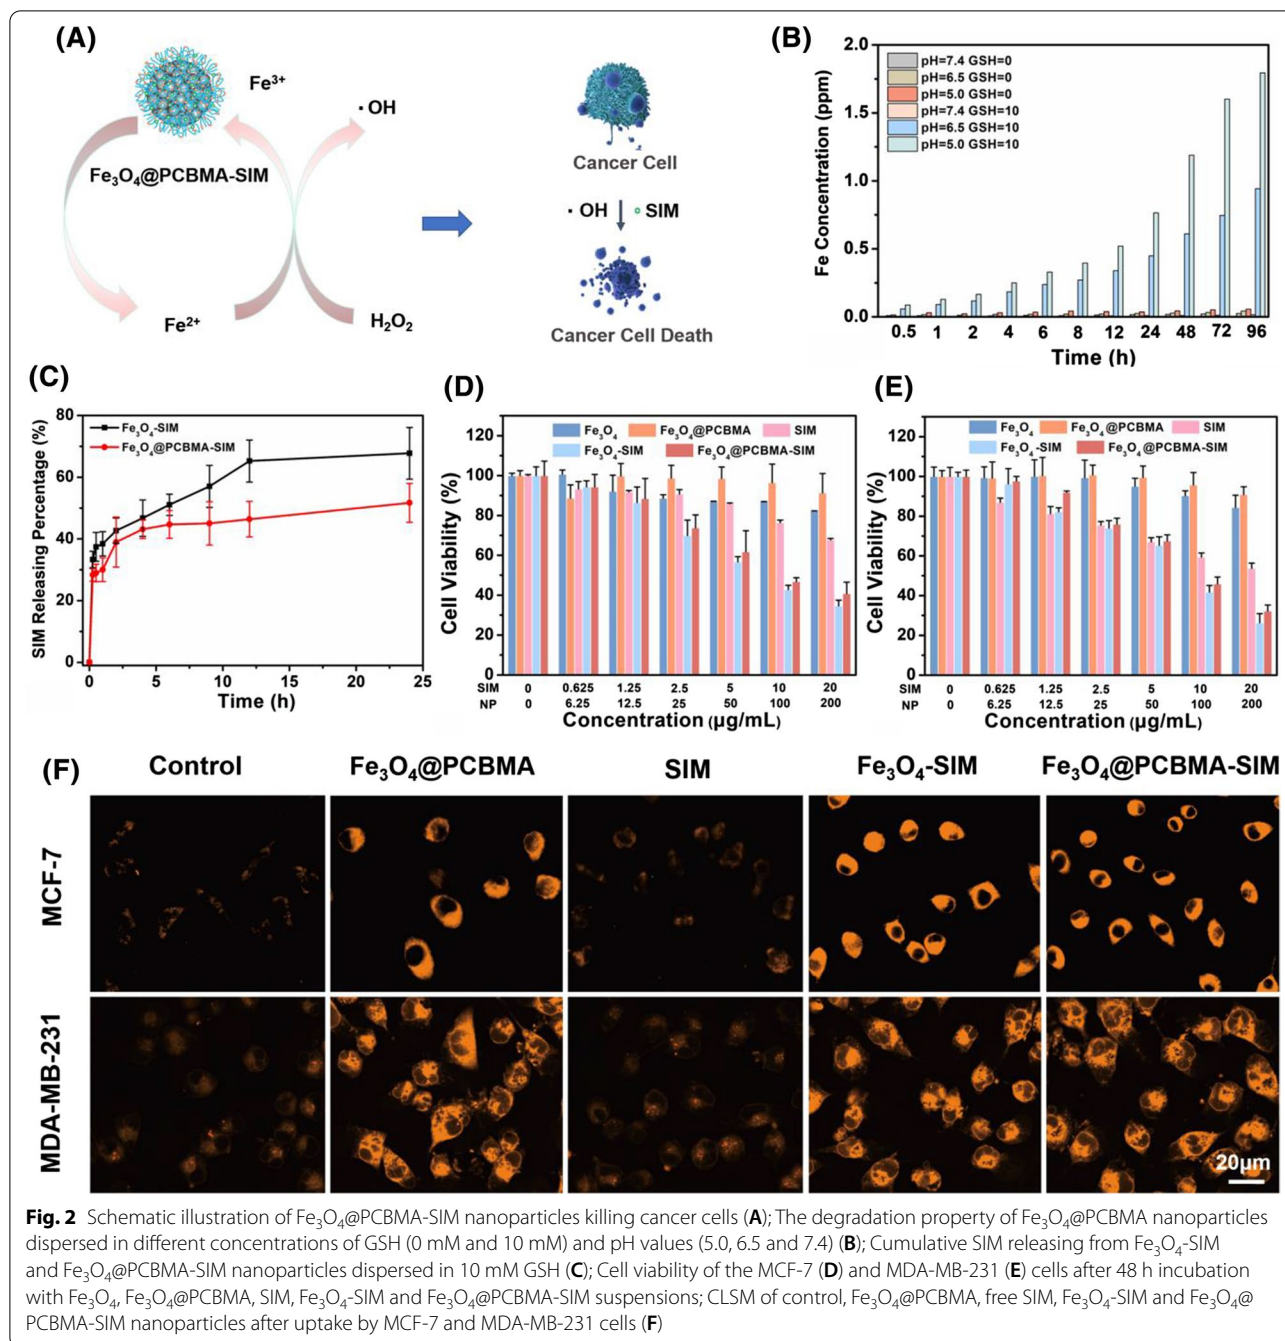 (A)
Fe³⁺
· OH
Fe₃O₄@PCBMA-SIM
Fe²⁺
H₂O₂
Cancer Cell
· OH
SIM
Cancer Cell Death
(B)
Fe Concentration (ppm)
2.0
1.5
1.0
0.5
0.0
pH=7.4 GSH=0
pH=6.5 GSH=0
pH=5.0 GSH=0
pH=7.4 GSH=10
pH=6.5 GSH=10
pH=5.0 GSH=10
0.5 1 2 4 6 8 12 24 48 72 96
Time (h)
(C)
SIM Releasing Percentage (%)
80
60
40
20
0
Fe₃O₄-SIM
Fe₃O₄@PCBMA-SIM
0 5 10 15 20 25
Time (h)
(D)
Cell Viability (%)
120
100
80
60
40
20
0
Fe₃O₄ Fe₃O₄@PCBMA SIM
Fe₃O₄-SIM Fe₃O₄@PCBMA-SIM
SIM 0 0.625 1.25 2.5 5 10 20
NP 0 6.25 12.5 25 50 100 200
Concentration (μg/mL)
(E)
Cell Viability (%)
120
100
80
60
40
20
0
Fe₃O₄ Fe₃O₄@PCBMA SIM
Fe₃O₄-SIM Fe₃O₄@PCBMA-SIM
SIM 0 0.625 1.25 2.5 5 10 20
NP 0 6.25 12.5 25 50 100 200
Concentration (μg/mL)
(F)
Control Fe₃O₄@PCBMA SIM Fe₃O₄-SIM Fe₃O₄@PCBMA-SIM
MCF-7
MDA-MB-231
20μm
Fig. 2 Schematic illustration of Fe₃O₄@PCBMA-SIM nanoparticles killing cancer cells (A); The degradation property of Fe₃O₄@PCBMA nanoparticles
dispersed in different concentrations of GSH (0 mM and 10 mM) and pH values (5.0, 6.5 and 7.4) (B); Cumulative SIM releasing from Fe₃O₄-SIM
and Fe₃O₄@PCBMA-SIM nanoparticles dispersed in 10 mM GSH (C); Cell viability of the MCF-7 (D) and MDA-MB-231 (E) cells after 48 h incubation
with Fe₃O₄, Fe₃O₄@PCBMA, SIM, Fe₃O₄-SIM and Fe₃O₄@PCBMA-SIM suspensions; CLSM of control, Fe₃O₄@PCBMA, free SIM, Fe₃O₄-SIM and Fe₃O₄@
PCBMA-SIM nanoparticles after uptake by MCF-7 and MDA-MB-231 cells (F)